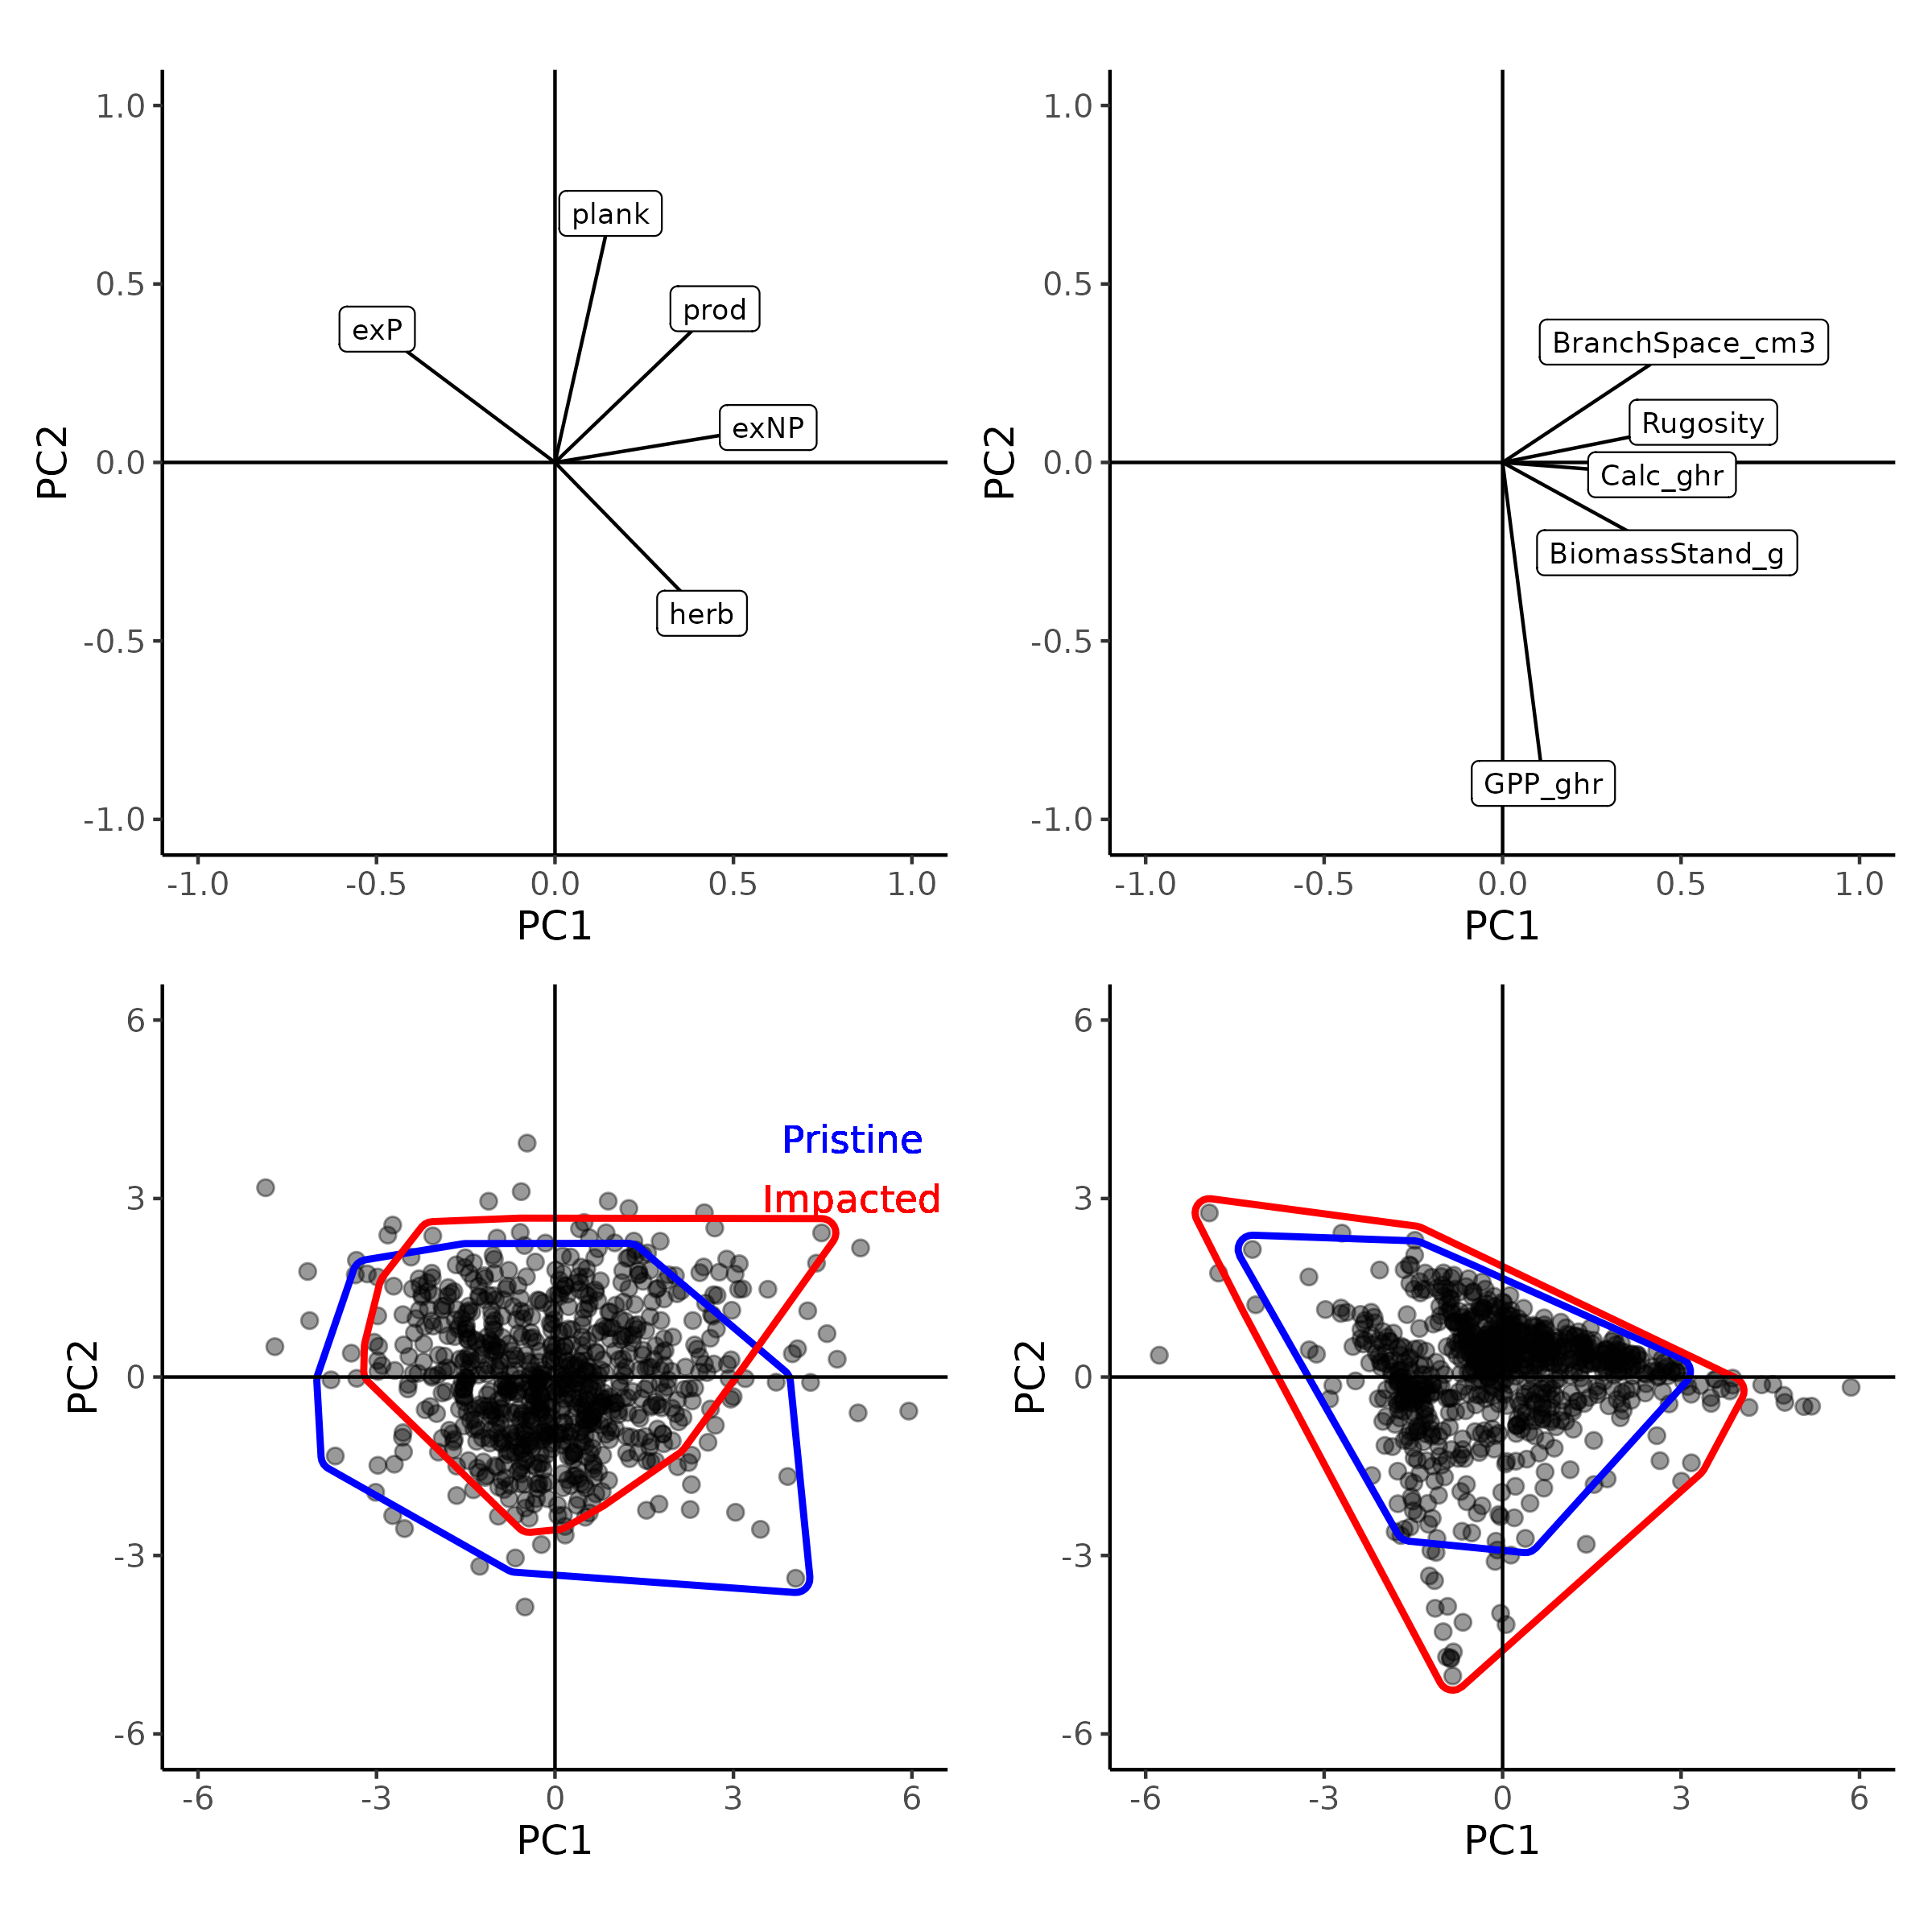 1.0
0.5
0.0
-0.5
-1.0
PC2
plank
prod
exP
exNP
herb
-1.0 -0.5 0.0 0.5 1.0
PC1
1.0
0.5
0.0
-0.5
-1.0
PC2
BranchSpace_cm3
Rugosity
Calc_ghr
BiomassStand_g
GPP_ghr
-1.0 -0.5 0.0 0.5 1.0
PC1
6
3
0
-3
-6
PC2
Pristine
Impacted
-6 -3 0 3 6
PC1
6
3
0
-3
-6
PC2
-6 -3 0 3 6
PC1